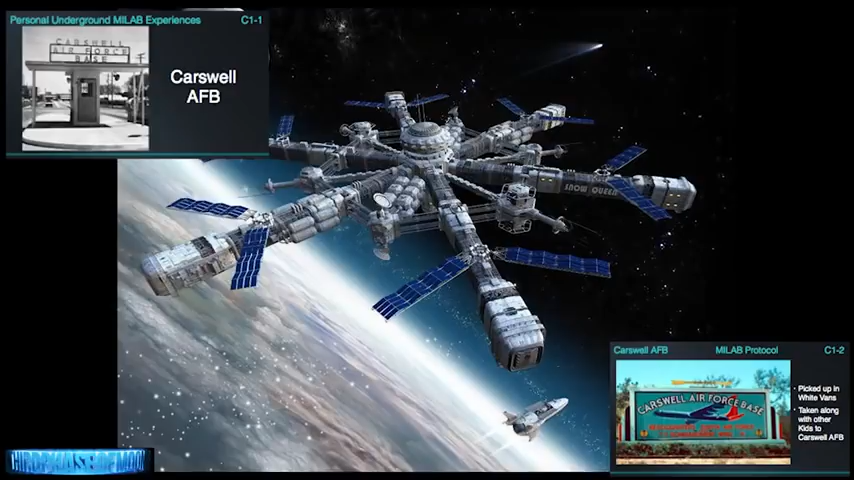 Personal Underground MILAB Experiences C1-1
CARSWELL
AIR FORCE
BASE
Carswell
AFB
SNOW QUEEN
Carswell AFB MILAB Protocol C1-2
CARSWELL AIR FORCE BASE
· Picked up in
White Vans
· Taken along
with other
Kids to
Carswell AFB